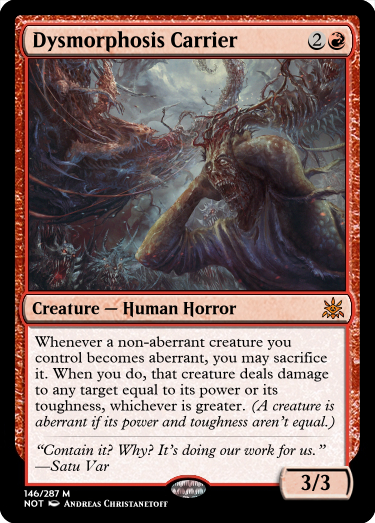 Dysmorphosis Carrier 2
Creature — Human Horror
Whenever a non-aberrant creature you
control becomes aberrant, you may sacrifice
it. When you do, that creature deals damage
to any target equal to its power or its
toughness, whichever is greater. (A creature is
aberrant if its power and toughness aren't equal.)
“Contain it? Why? It's doing our work for us.”
—Satu Var
3/3
146/287 M
NOT Andreas Christanetoff